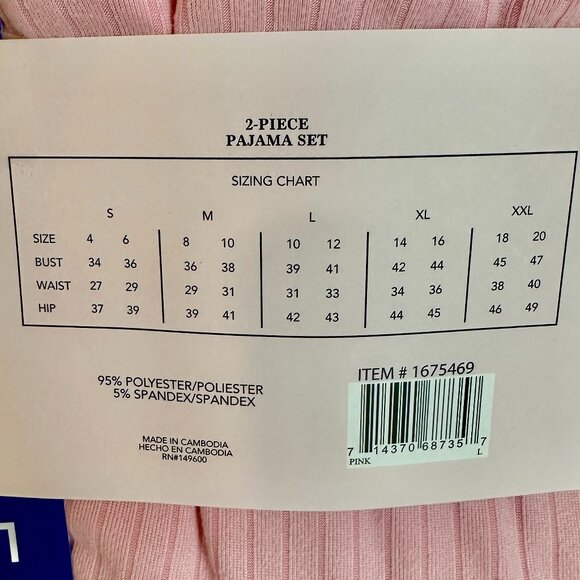 2-PIECE
PAJAMA SET
SIZING CHART
S M L XL XXL
SIZE 4 6 8 10 10 12 14 16 18 20
BUST 34 36 36 38 39 41 42 44 45 47
WAIST 27 29 29 31 31 33 34 36 38 40
HIP 37 39 39 41 42 43 44 45 46 49
95% POLYESTER/POLIESTER
5% SPANDEX/SPANDEX
MADE IN CAMBODIA
HECHO EN CAMBODIA
RN#149600
ITEM # 1675469
7 14370 68735 7
PINK L
L